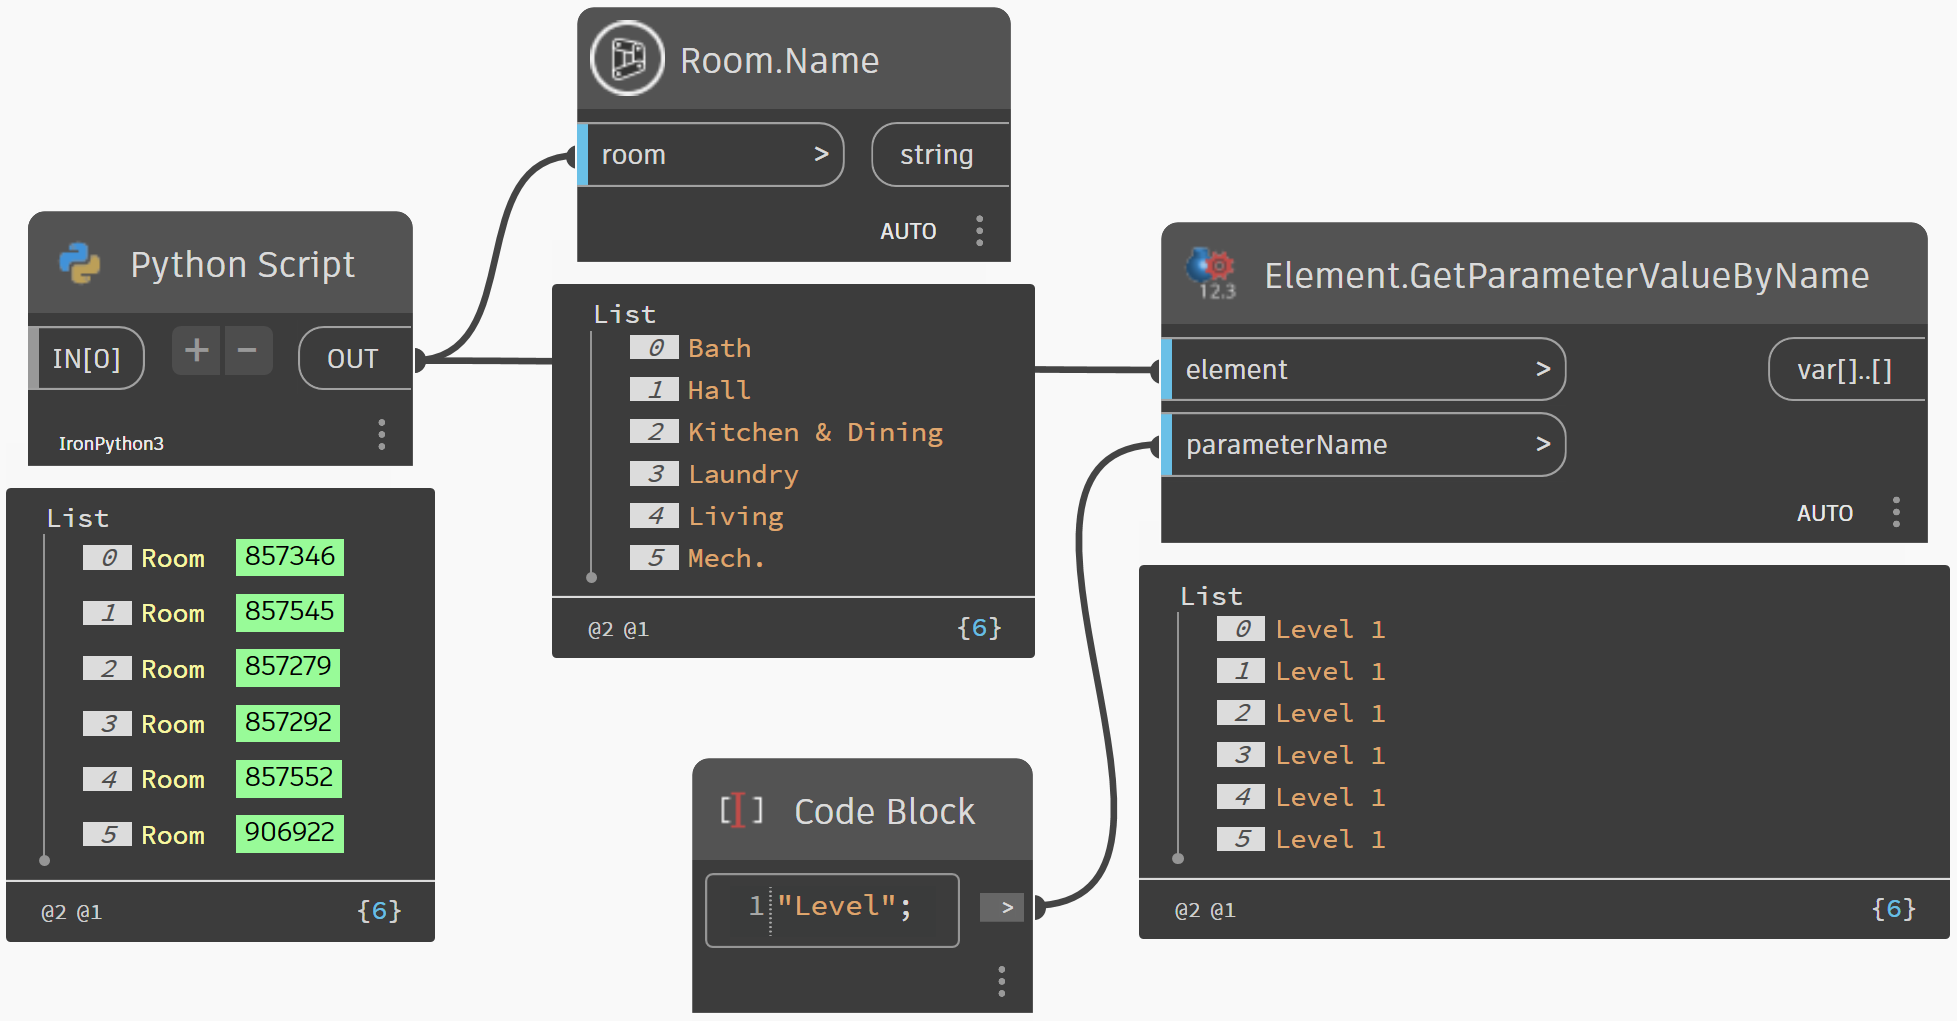 Room.Name
room >
string
AUTO
Python Script
IN[0] + − OUT
IronPython3
List
0 Room 857346
1 Room 857545
2 Room 857279
3 Room 857292
4 Room 857552
5 Room 906922
@2 @1 {6}
List
0 Bath
1 Hall
2 Kitchen & Dining
3 Laundry
4 Living
5 Mech.
@2 @1 {6}
Code Block
1 "Level"; >
12.3
Element.GetParameterValueByName
element >
var[]..[]
parameterName >
AUTO
List
0 Level 1
1 Level 1
2 Level 1
3 Level 1
4 Level 1
5 Level 1
@2 @1 {6}